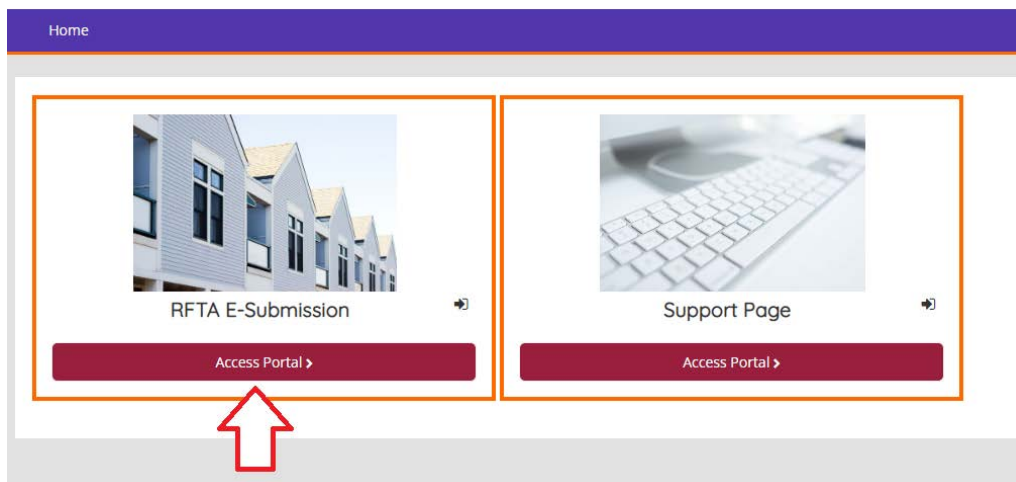 Home
RFTA E-Submission
Access Portal >
Support Page
Access Portal >